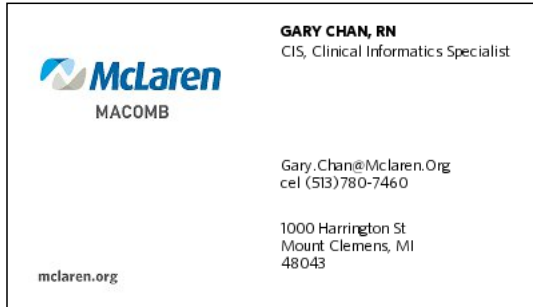 McLaren
MACOMB
mclaren.org
GARY CHAN, RN
CIS, Clinical Informatics Specialist
Gary.Chan@Mclaren.Org
cel (513)780-7460
1000 Harrington St
Mount Clemens, MI
48043